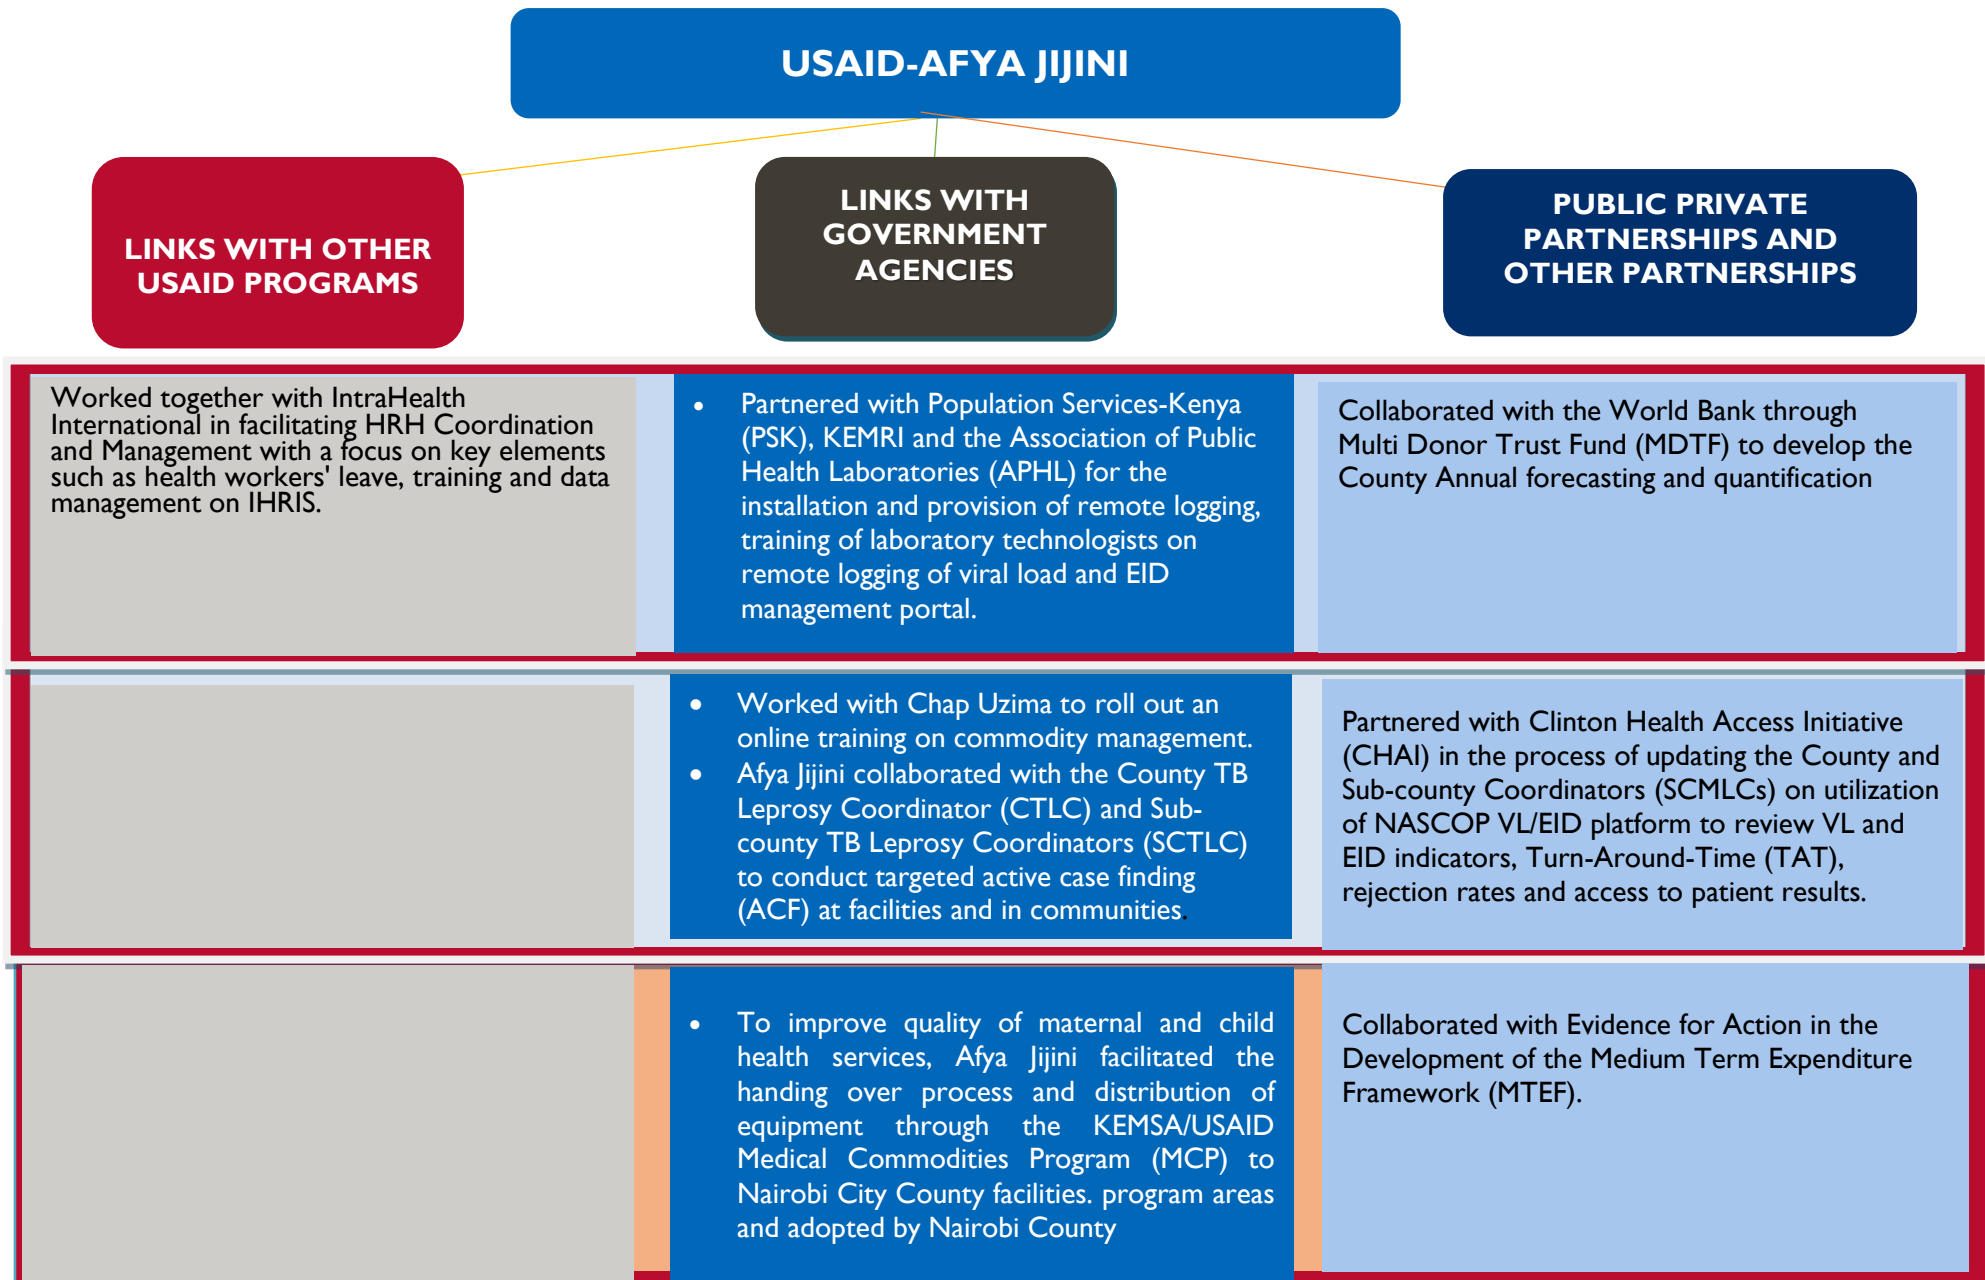 USAID-AFYA JIJINI
LINKS WITH OTHER
USAID PROGRAMS
LINKS WITH
GOVERNMENT
AGENCIES
PUBLIC PRIVATE
PARTNERSHIPS AND
OTHER PARTNERSHIPS
Worked together with IntraHealth
International in facilitating HRH Coordination
and Management with a focus on key elements
such as health workers' leave, training and data
management on IHRIS.
• Partnered with Population Services-Kenya
(PSK), KEMRI and the Association of Public
Health Laboratories (APHL) for the
installation and provision of remote logging,
training of laboratory technologists on
remote logging of viral load and EID
management portal.
Collaborated with the World Bank through
Multi Donor Trust Fund (MDTF) to develop the
County Annual forecasting and quantification
• Worked with Chap Uzima to roll out an
online training on commodity management.
• Afya Jijini collaborated with the County TB
Leprosy Coordinator (CTLC) and Sub-
county TB Leprosy Coordinators (SCTLC)
to conduct targeted active case finding
(ACF) at facilities and in communities.
Partnered with Clinton Health Access Initiative
(CHAI) in the process of updating the County and
Sub-county Coordinators (SCMLCs) on utilization
of NASCOP VL/EID platform to review VL and
EID indicators, Turn-Around-Time (TAT),
rejection rates and access to patient results.
• To improve quality of maternal and child
health services, Afya Jijini facilitated the
handing over process and distribution of
equipment through the KEMSA/USAID
Medical Commodities Program (MCP) to
Nairobi City County facilities. program areas
and adopted by Nairobi County
Collaborated with Evidence for Action in the
Development of the Medium Term Expenditure
Framework (MTEF).